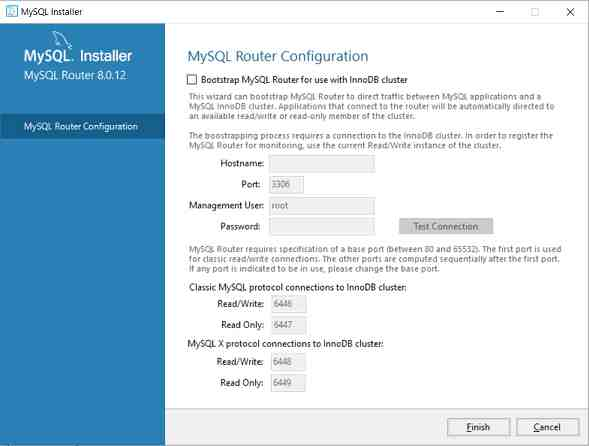 MySQL Installer
MySQL. Installer
MySQL Router 8.0.12
MySQL Router Configuration
MySQL Router Configuration
Bootstrap MySQL Router for use with InnoDB cluster
This wizard can bootstrap MySQL Router to direct traffic between MySQL applications and a
MySQL InnoDB cluster. Applications that connect to the router will be automatically directed to
an available read/write or read-only member of the cluster.
The boostrapping process requires a connection to the InnoDB cluster. In order to register the
MySQL Router for monitoring, use the current Read/Write instance of the cluster.
Hostname:
Port: 3306
Management User: root
Password: Test Connection
MySQL Router requires specification of a base port (between 80 and 65532). The first port is used
for classic read/write connections. The other ports are computed sequentially after the first port.
If any port is indicated to be in use, please change the base port.
Classic MySQL protocol connections to InnoDB cluster:
Read/Write: 6446
Read Only: 6447
MySQL X protocol connections to InnoDB cluster:
Read/Write: 6448
Read Only: 6449
Finish Cancel